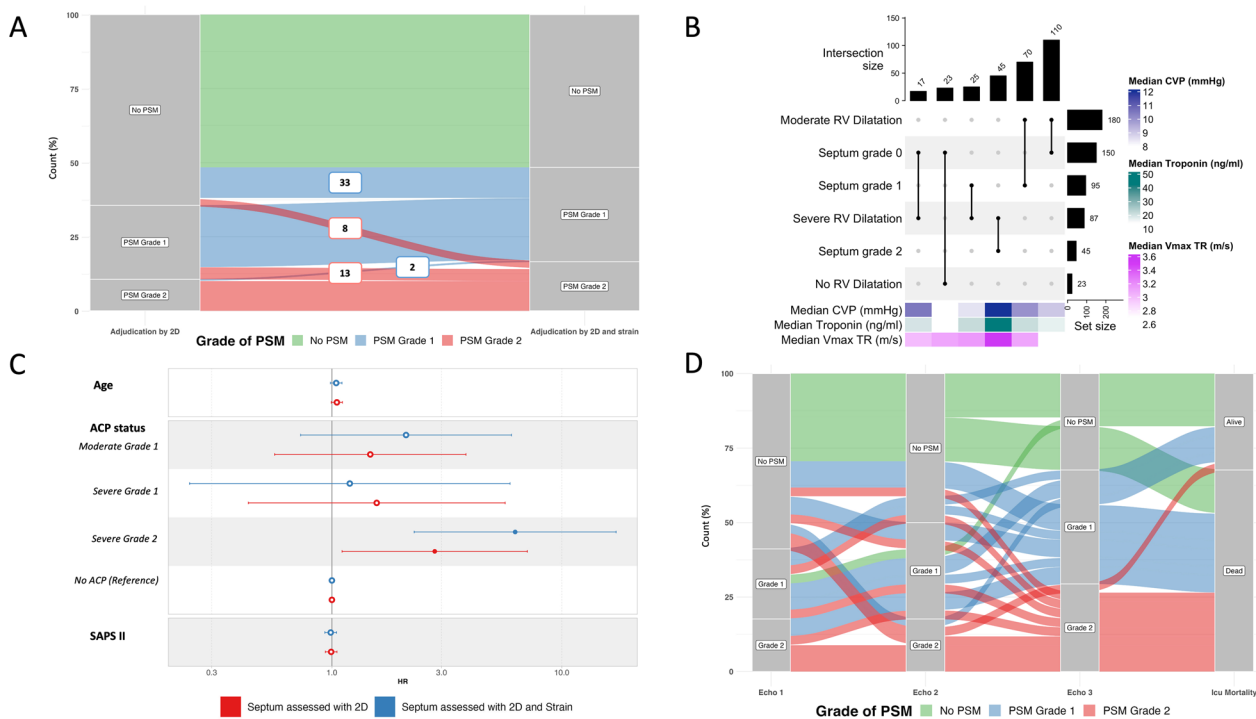 A
100
75
50
25
0
Count (%)
No PSM
PSM Grade 1
PSM Grade 2
33
8
13
2
No PSM
PSM Grade 1
PSM Grade 2
Adjudication by 2D
Adjudication by 2D and strain
Grade of PSM No PSM PSM Grade 1 PSM Grade 2
B
Intersection
size
150
100
50
0
17
23
25
45
70
110
Moderate RV Dilatation
Septum grade 0
Septum grade 1
Severe RV Dilatation
Septum grade 2
No RV Dilatation
180
150
95
87
45
23
0
100
200
Set size
Median CVP (mmHg)
Median Troponin (ng/ml)
Median Vmax TR (m/s)
Median CVP (mmHg)
12
11
10
9
8
Median Troponin (ng/ml)
50
40
30
20
10
Median Vmax TR (m/s)
3.6
3.4
3.2
3
2.8
2.6
C
Age
ACP status
Moderate Grade 1
Severe Grade 1
Severe Grade 2
No ACP (Reference)
SAPS II
0.3
1.0
3.0
10.0
HR
Septum assessed with 2D Septum assessed with 2D and Strain
D
100
75
50
25
0
Count (%)
No PSM
Grade 1
Grade 2
No PSM
Grade 1
Grade 2
No PSM
Grade 1
Grade 2
Alive
Dead
Echo 1
Echo 2
Echo 3
Icu Mortality
Grade of PSM No PSM PSM Grade 1 PSM Grade 2